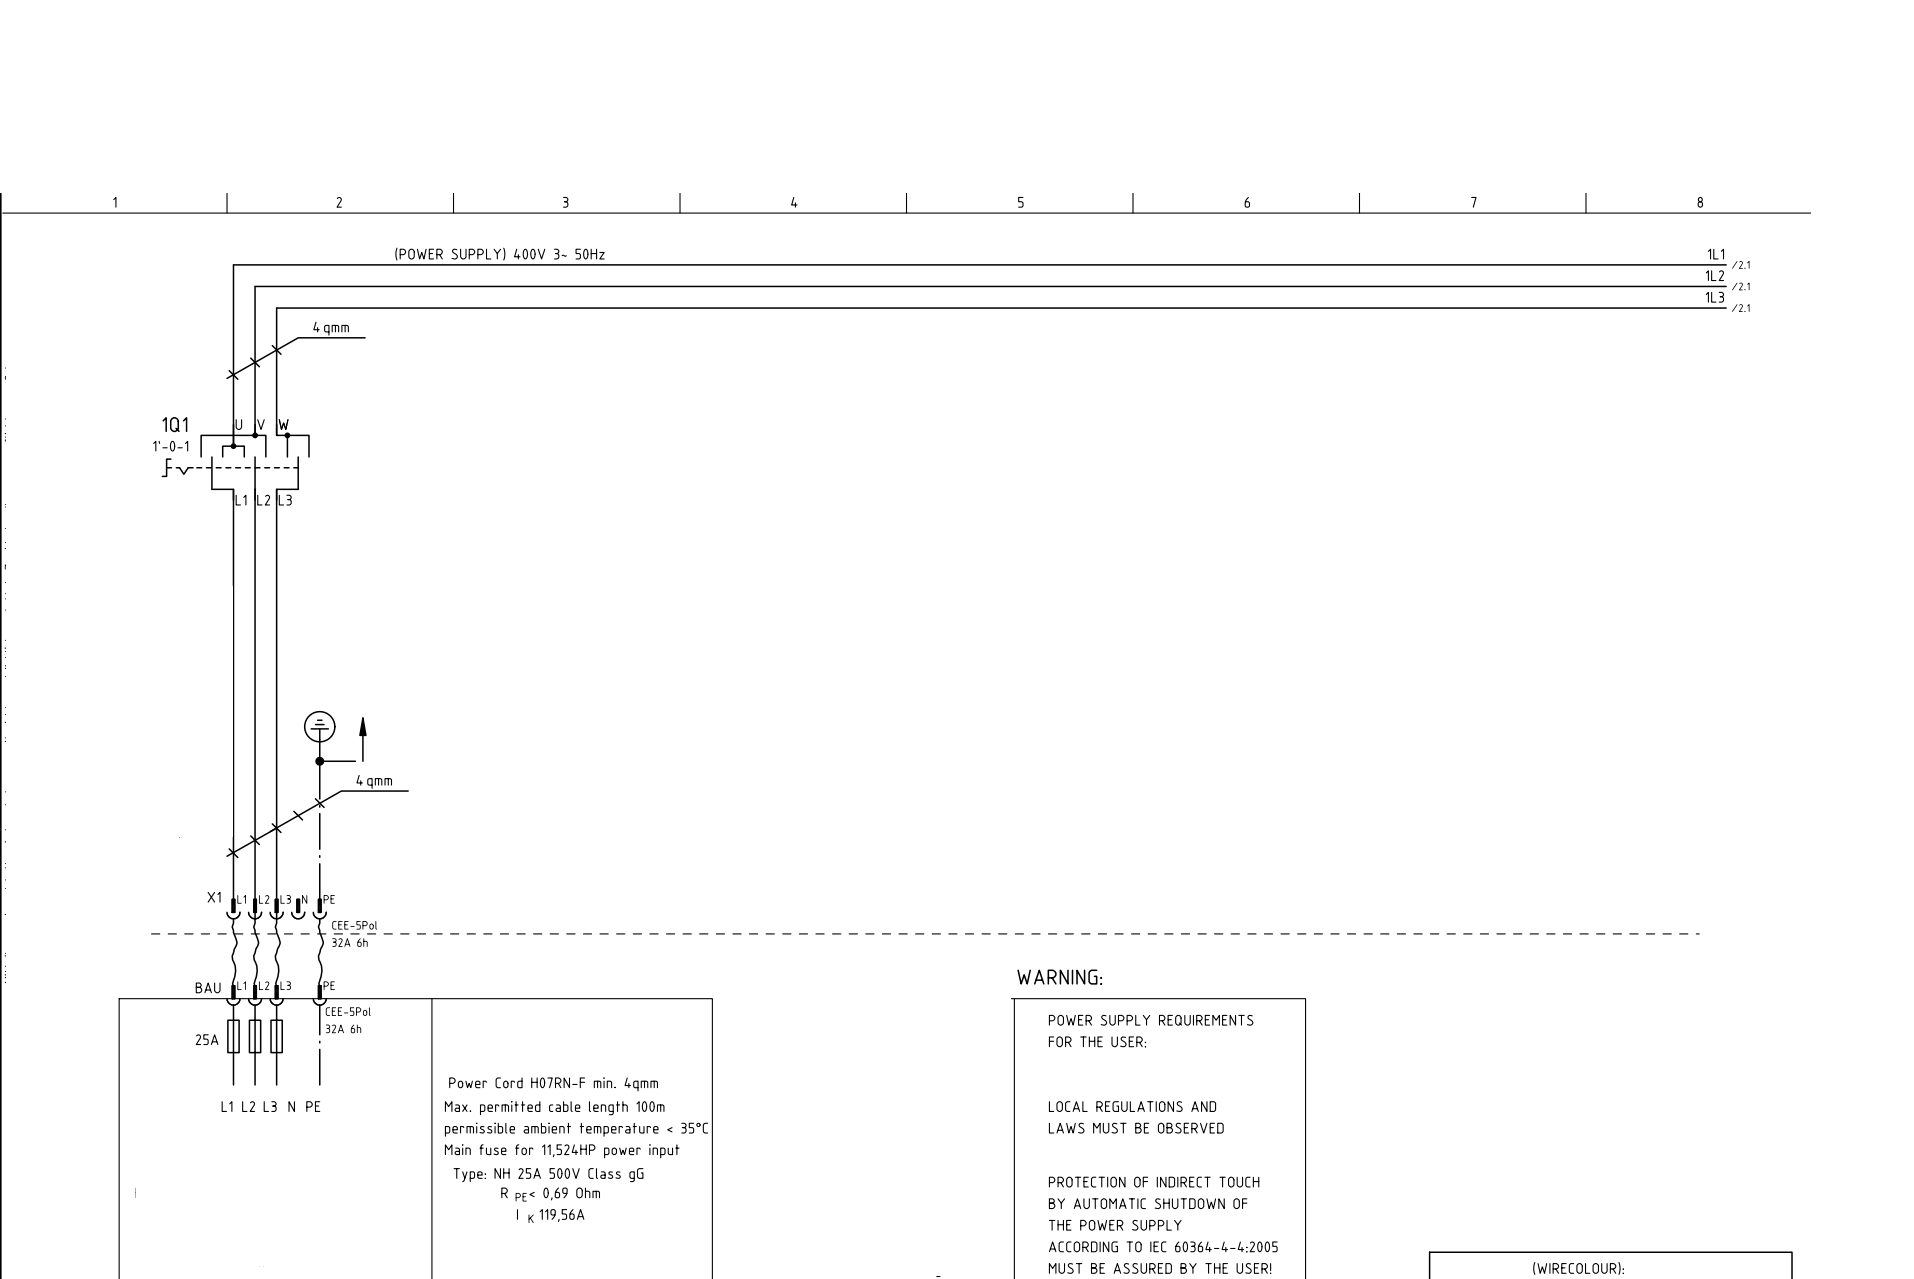 1 2 3 4 5 6 7 8
(POWER SUPPLY) 400V 3~ 50Hz
1L1 /2.1
1L2 /2.1
1L3 /2.1
4 qmm
1Q1 U V W
1'-0-1
L1 L2 L3
4 qmm
X1 L1 L2 L3 N PE
CEE-5Pol
32A 6h
BAU L1 L2 L3 PE
CEE-5Pol
32A 6h
25A
L1 L2 L3 N PE
Power Cord H07RN-F min. 4qmm
Max. permitted cable length 100m
permissible ambient temperature < 35°C
Main fuse for 11,524HP power input
Type: NH 25A 500V Class gG
R PE< 0,69 Ohm
I K 119,56A
WARNING:
POWER SUPPLY REQUIREMENTS
FOR THE USER:
LOCAL REGULATIONS AND
LAWS MUST BE OBSERVED
PROTECTION OF INDIRECT TOUCH
BY AUTOMATIC SHUTDOWN OF
THE POWER SUPPLY
ACCORDING TO IEC 60364-4-4:2005
MUST BE ASSURED BY THE USER!
(WIRECOLOUR):